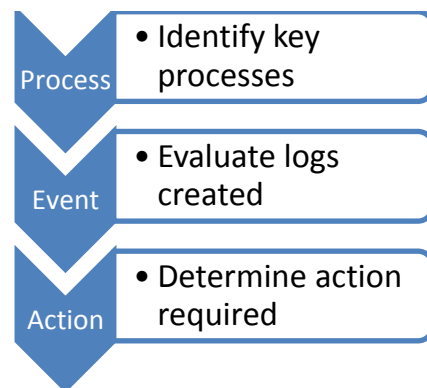 Process
• Identify key
processes
Event
• Evaluate logs
created
Action
• Determine action
required